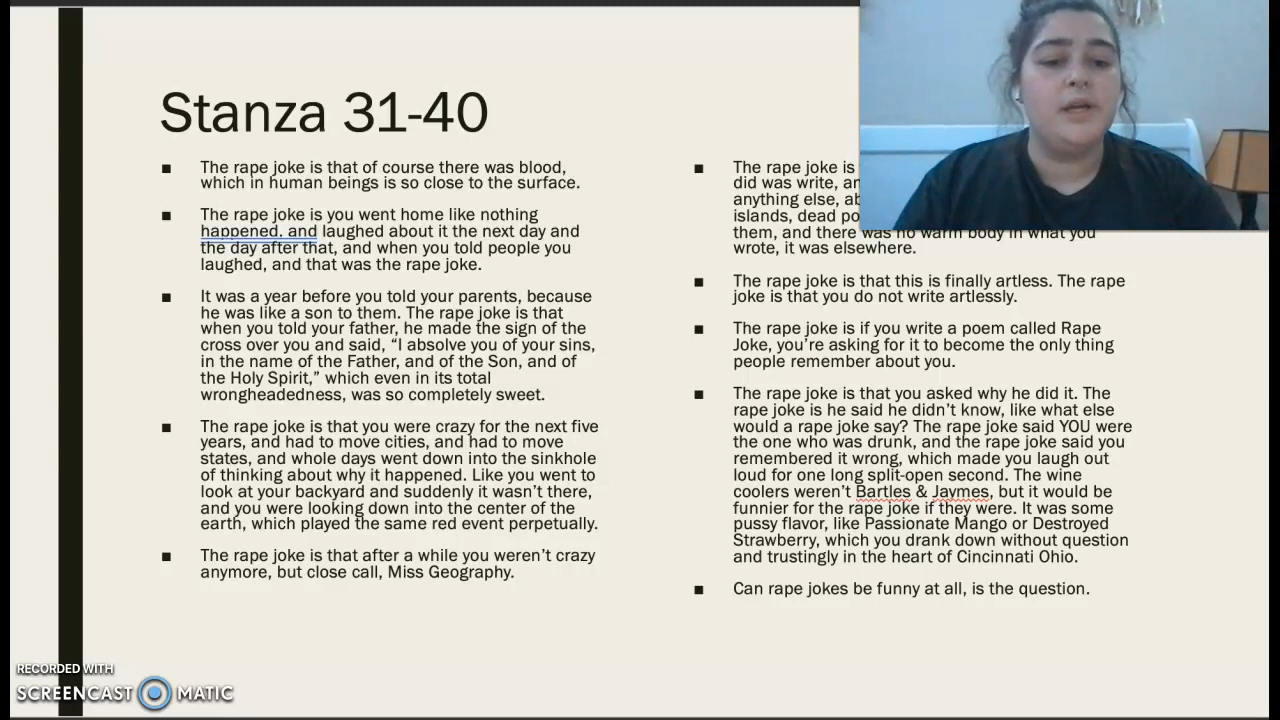 Stanza 31-40
The rape joke is that of course there was blood,
which in human beings is so close to the surface.
The rape joke is you went home like nothing
happened. and laughed about it the next day and
the day after that, and when you told people you
laughed, and that was the rape joke.
It was a year before you told your parents, because
he was like a son to them. The rape joke is that
when you told your father, he made the sign of the
cross over you and said, “I absolve you of your sins,
in the name of the Father, and of the Son, and of
the Holy Spirit,” which even in its total
wrongheadedness, was so completely sweet.
The rape joke is that you were crazy for the next five
years, and had to move cities, and had to move
states, and whole days went down into the sinkhole
of thinking about why it happened. Like you went to
look at your backyard and suddenly it wasn’t there,
and you were looking down into the center of the
earth, which played the same red event perpetually.
The rape joke is that after a while you weren’t crazy
anymore, but close call, Miss Geography.
The rape joke is
did was write,
anything else,
islands, dead
them, and there was no warm body in what you
wrote, it was elsewhere.
The rape joke is that this is finally artless. The rape
joke is that you do not write artlessly.
The rape joke is if you write a poem called Rape
Joke, you’re asking for it to become the only thing
people remember about you.
The rape joke is that you asked why he did it. The
rape joke is he said he didn’t know, like what else
would a rape joke say? The rape joke said YOU were
the one who was drunk, and the rape joke said you
remembered it wrong, which made you laugh out
loud for one long split-open second. The wine
coolers weren’t Bartles & Jaymes, but it would be
funnier for the rape joke if they were. It was some
pussy flavor, like Passionate Mango or Destroyed
Strawberry, which you drank down without question
and trustingly in the heart of Cincinnati Ohio.
Can rape jokes be funny at all, is the question.
RECORDED WITH
SCREENCAST MATIC